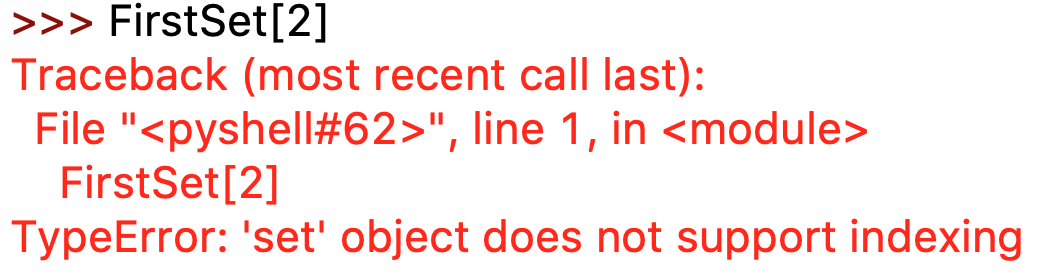 >>> FirstSet[2]
Traceback (most recent call last):
  File "<pyshell#62>", line 1, in <module>
    FirstSet[2]
TypeError: 'set' object does not support indexing